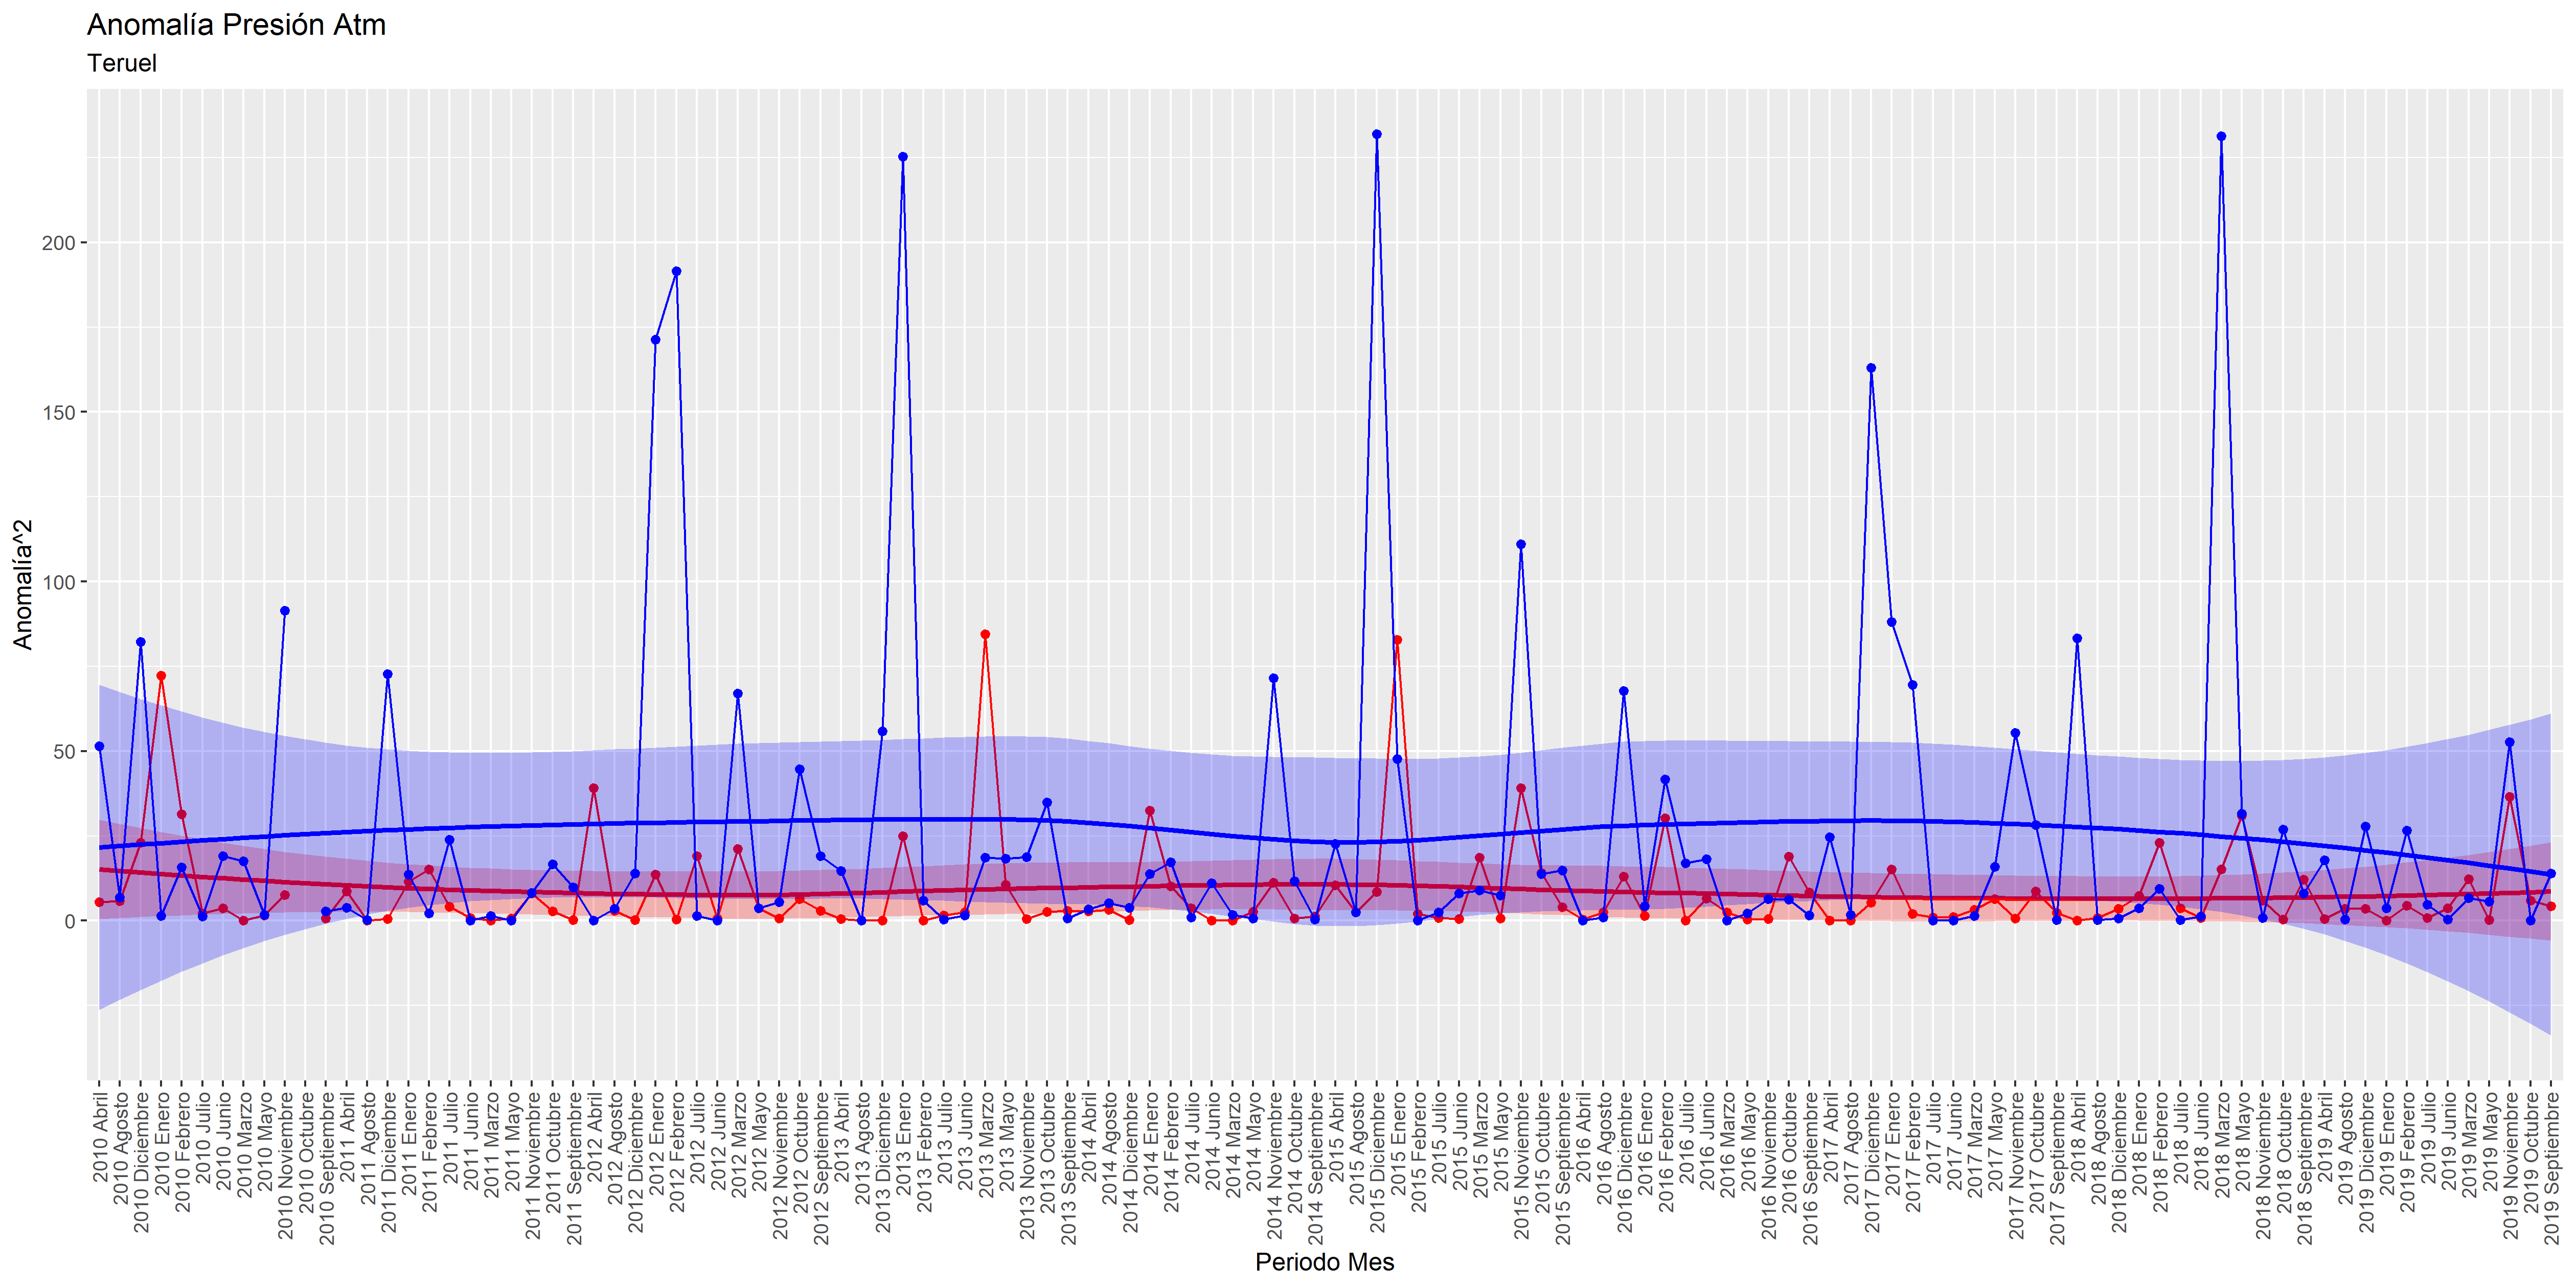 Anomalía Presión Atm
Teruel
Anomalía^2
200
150
100
50
0
2010 Abril
2010 Agosto
2010 Diciembre
2010 Enero
2010 Febrero
2010 Julio
2010 Junio
2010 Marzo
2010 Mayo
2010 Noviembre
2010 Octubre
2010 Septiembre
2011 Abril
2011 Agosto
2011 Diciembre
2011 Enero
2011 Febrero
2011 Julio
2011 Junio
2011 Marzo
2011 Mayo
2011 Noviembre
2011 Octubre
2011 Septiembre
2012 Abril
2012 Agosto
2012 Diciembre
2012 Enero
2012 Febrero
2012 Julio
2012 Junio
2012 Marzo
2012 Mayo
2012 Noviembre
2012 Octubre
2012 Septiembre
2013 Abril
2013 Agosto
2013 Diciembre
2013 Enero
2013 Febrero
2013 Julio
2013 Junio
2013 Marzo
2013 Mayo
2013 Noviembre
2013 Octubre
2013 Septiembre
2014 Abril
2014 Agosto
2014 Diciembre
2014 Enero
2014 Febrero
2014 Julio
2014 Junio
2014 Marzo
2014 Mayo
2014 Noviembre
2014 Octubre
2014 Septiembre
2015 Abril
2015 Agosto
2015 Diciembre
2015 Enero
2015 Febrero
2015 Julio
2015 Junio
2015 Marzo
2015 Mayo
2015 Noviembre
2015 Octubre
2015 Septiembre
2016 Abril
2016 Agosto
2016 Diciembre
2016 Enero
2016 Febrero
2016 Julio
2016 Junio
2016 Marzo
2016 Mayo
2016 Noviembre
2016 Octubre
2016 Septiembre
2017 Abril
2017 Agosto
2017 Diciembre
2017 Enero
2017 Febrero
2017 Julio
2017 Junio
2017 Marzo
2017 Mayo
2017 Noviembre
2017 Octubre
2017 Septiembre
2018 Abril
2018 Agosto
2018 Diciembre
2018 Enero
2018 Febrero
2018 Julio
2018 Junio
2018 Marzo
2018 Mayo
2018 Noviembre
2018 Octubre
2018 Septiembre
2019 Abril
2019 Agosto
2019 Diciembre
2019 Enero
2019 Febrero
2019 Julio
2019 Junio
2019 Marzo
2019 Mayo
2019 Noviembre
2019 Octubre
2019 Septiembre
Periodo Mes